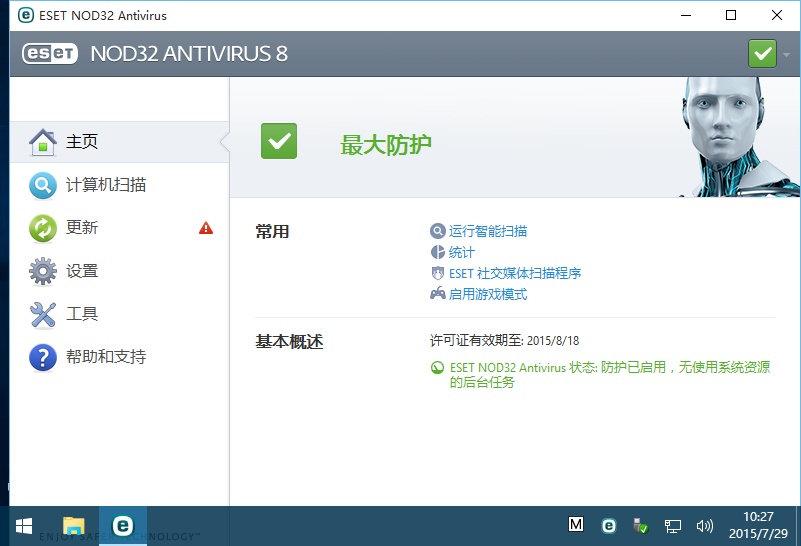 ESET NOD32 Antivirus
eset NOD32 ANTIVIRUS 8
主页
计算机扫描
更新
设置
工具
帮助和支持
最大防护
常用
运行智能扫描
统计
ESET 社交媒体扫描程序
启用游戏模式
基本概述
许可证有效期至: 2015/8/18
ESET NOD32 Antivirus 状态: 防护已启用，无使用系统资源
的后台任务
ENJOY SAFER TECHNOLOGY™
M
10:27
2015/7/29